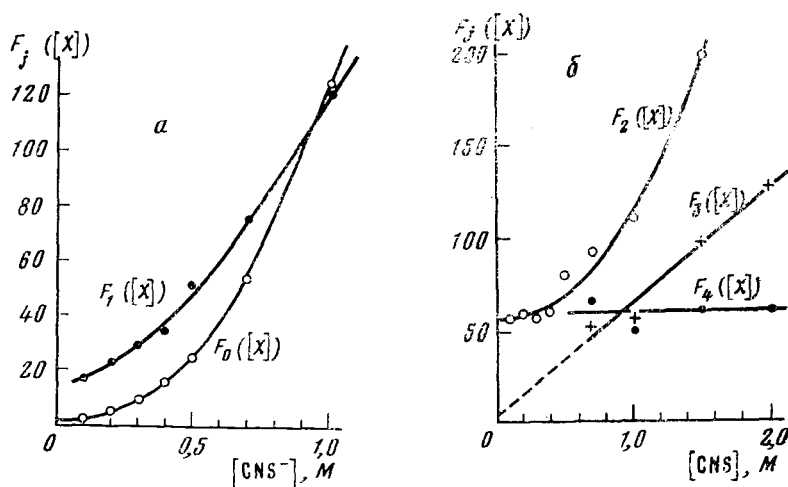 F_j ([X])
120
100
80
60
40
20
0
0,5
1,0
[CNS⁻], M
а
F_1 ([X])
F_0 ([X])
F_j ([X])
200
150
100
50
0
1,0
2,0
[CNS], M
б
F_2 ([X])
F_3 ([X])
F_4 ([X])